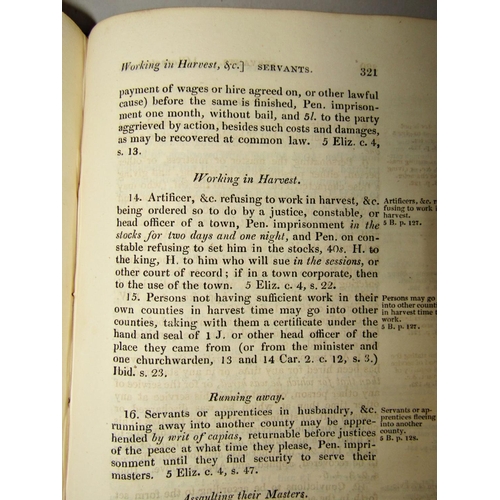 Working in Harvest, &c.] SERVANTS. 321
payment of wages or hire agreed on, or other lawful
cause) before the same is finished, Pen. imprison-
ment one month, without bail, and 5l. to the party
aggrieved by action, besides such costs and damages,
as may be recovered at common law. 5 Eliz. c. 4,
s. 13.
Working in Harvest.
14. Artificer, &c. refusing to work in harvest, &c.
being ordered so to do by a justice, constable, or
head officer of a town, Pen. imprisonment in the
stocks for two days and one night, and Pen. on con-
stable refusing to set him in the stocks, 40s. H. to
the king, H. to him who will sue in the sessions, or
other court of record; if in a town corporate, then
to the use of the town. 5 Eliz. c. 4, s. 22.
Artificers, &c. r
fusing to work i
harvest.
5 B. p. 127.
15. Persons not having sufficient work in their
own counties in harvest time may go into other
counties, taking with them a certificate under the
hand and seal of 1 J. or other head officer of the
place they came from (or from the minister and
one churchwarden, 13 and 14 Car. 2. c. 12, s. 3.)
Ibid. s. 23.
Persons may go
into other counti
in harvest time t
work.
5 B. p. 127.
Running away.
16. Servants or apprentices in husbandry, &c.
running away into another county may be appre-
hended by writ of capias, returnable before justices
of the peace at what time they please, Pen. impri-
sonment until they find security to serve their
masters. 5 Eliz. c. 4, s. 47.
Servants or ap-
prentices fleeing
into another
county.
5 B. p. 128.
Assaulting their Masters.